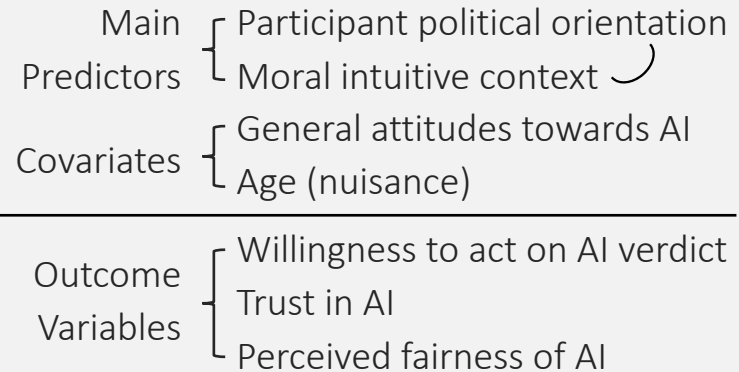 Main
Predictors
Participant political orientation
Moral intuitive context
Covariates
General attitudes towards AI
Age (nuisance)
Outcome
Variables
Willingness to act on AI verdict
Trust in AI
Perceived fairness of AI